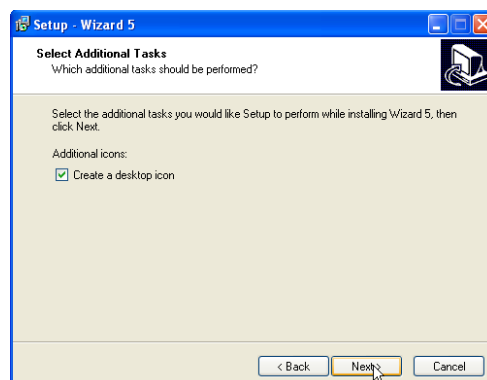 Setup - Wizard 5
Select Additional Tasks
Which additional tasks should be performed?
Select the additional tasks you would like Setup to perform while installing Wizard 5, then
click Next.
Additional icons:
Create a desktop icon
< Back
Next >
Cancel